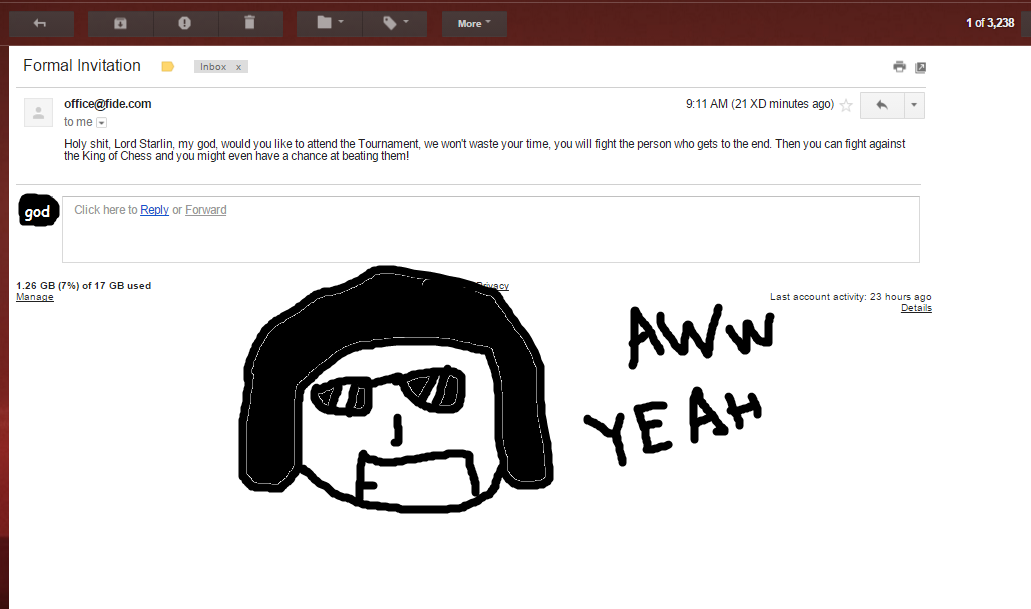 More
1 of 3,238
Formal Invitation
Inbox x
office@fide.com
9:11 AM (21 XD minutes ago)
to me
Holy shit, Lord Starlin, my god, would you like to attend the Tournament, we won't waste your time, you will fight the person who gets to the end. Then you can fight against
the King of Chess and you might even have a chance at beating them!
god
Click here to Reply or Forward
1.26 GB (7%) of 17 GB used
Privacy
Manage
Last account activity: 23 hours ago
Details
AWW
YEAH